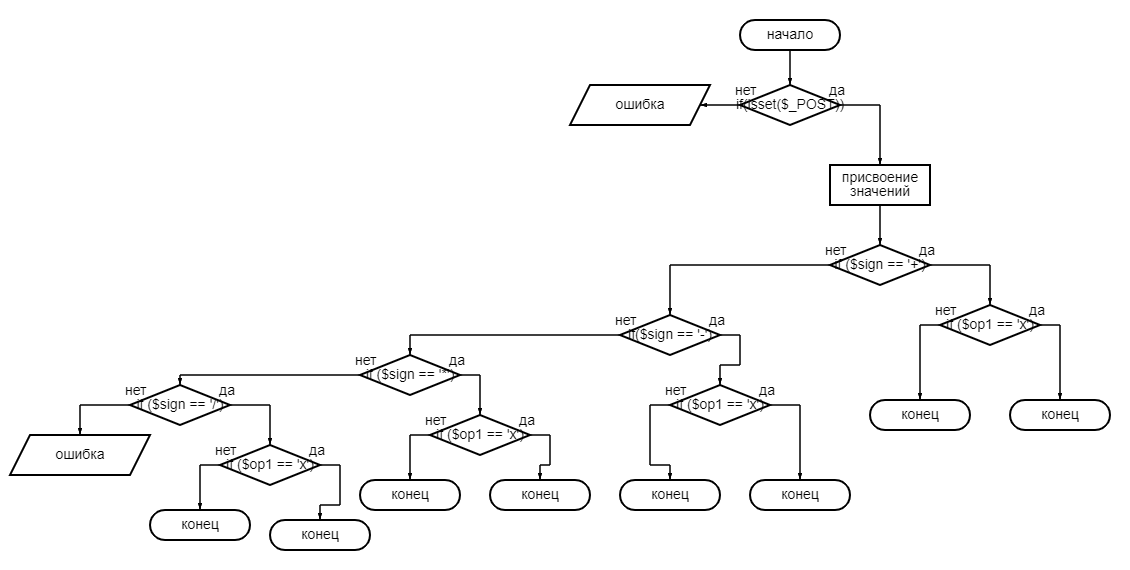 начало
нет
да
if(isset($_POST))
ошибка
присвоение
значений
нет
да
if ($sign == '+')
нет
да
if ($op1 == 'x')
конец
конец
нет
да
if($sign == '-')
нет
да
if ($op1 == 'x')
конец
конец
нет
да
if ($sign == '*')
нет
да
if ($op1 == 'x')
конец
конец
нет
да
if ($sign == '/')
ошибка
нет
да
if ($op1 == 'x')
конец
конец